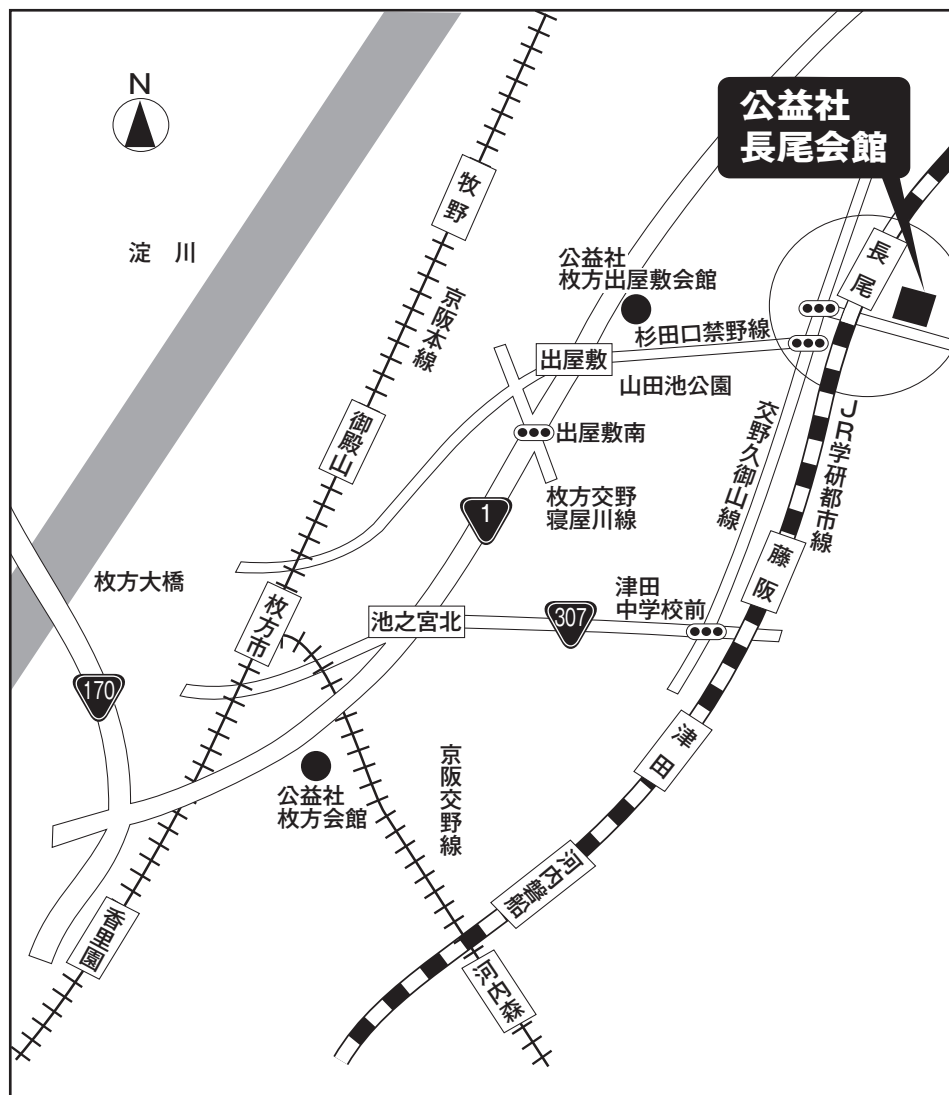 N
公益社
長尾会館
淀川
牧野
京阪本線
公益社
枚方出屋敷会館
長尾
杉田口禁野線
出屋敷
山田池公園
御殿山
出屋敷南
交野久御山線
JR学研都市線
1
枚方交野
寝屋川線
藤阪
枚方大橋
枚方市
池之宮北
307
津田
中学校前
170
津田
京阪交野線
公益社
枚方会館
河内磐船
香里園
河内森